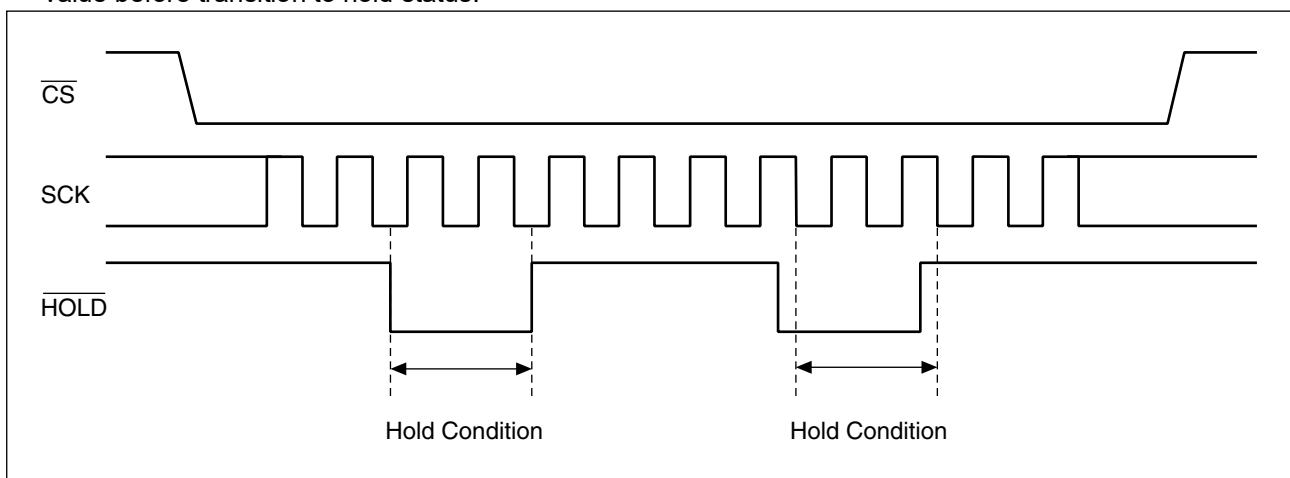 value before transition to hold status.
CS
SCK
HOLD
Hold Condition Hold Condition